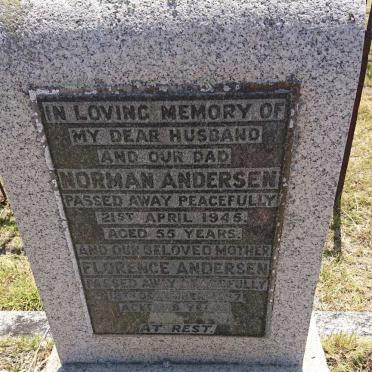 IN LOVING MEMORY OF
MY DEAR HUSBAND
AND OUR DAD
NORMAN ANDERSEN
PASSED AWAY PEACEFULLY
21ST APRIL 1945.
AGED 55 YEARS.
AND OUR BELOVED MOTHER
FLORENCE ANDERSEN
PASSED AWAY PEACEFULLY
AT REST.